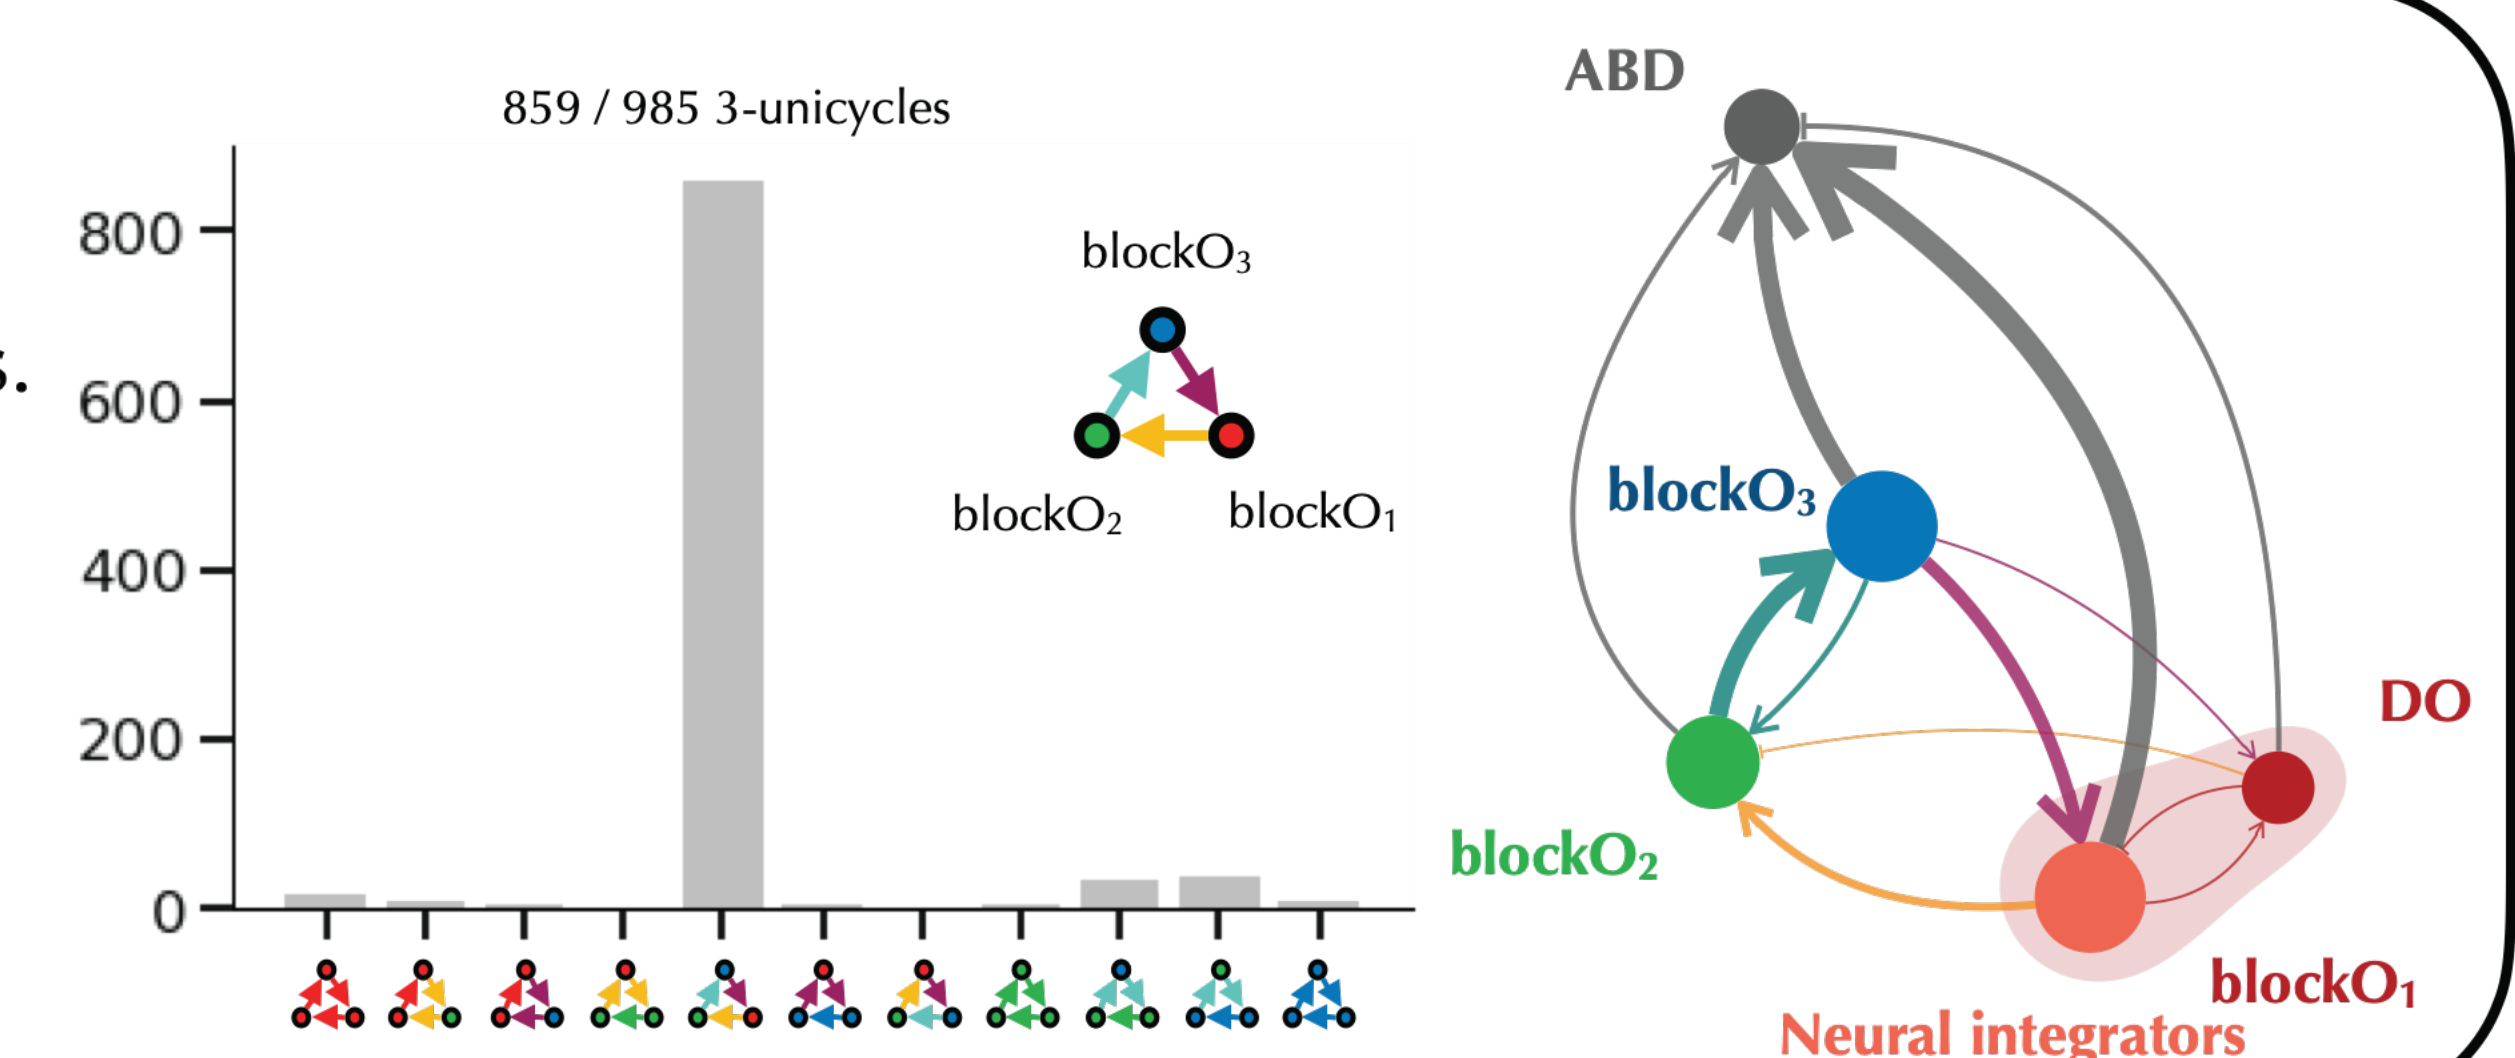 859 / 985 3-unicycles
800
600
400
200
0
s.
blockO₃
blockO₂
blockO₁
ABD
blockO₃
DO
blockO₂
blockO₁
Neural integrators